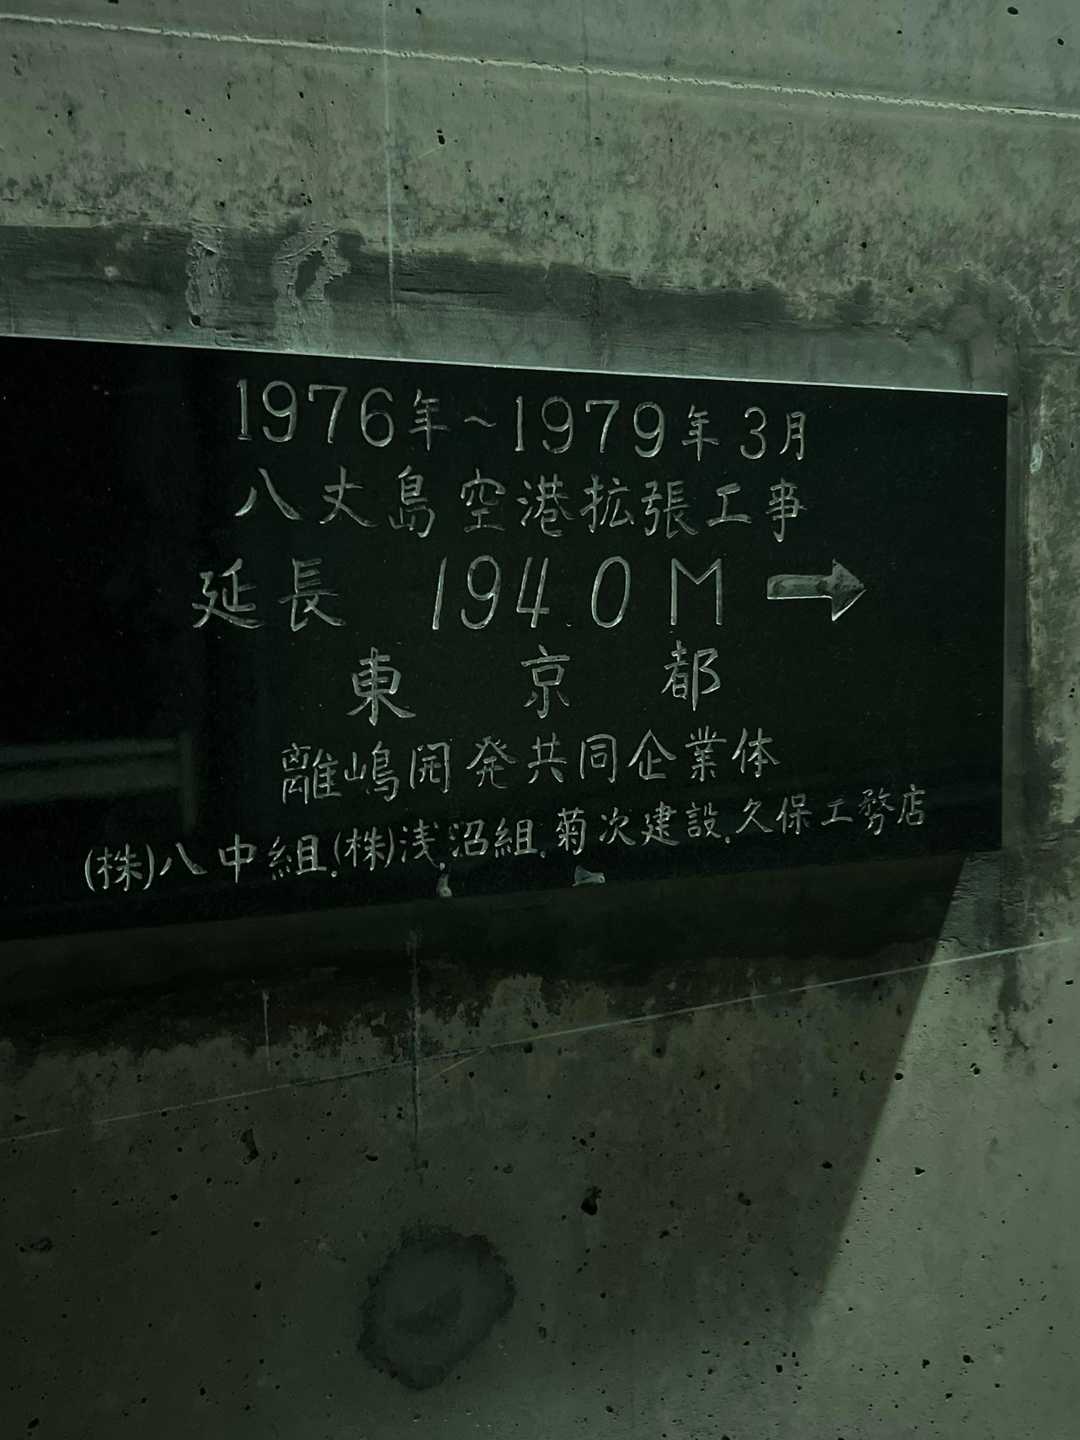 1976年~1979年3月
八丈島空港拡張工事
延長 1940M→
東京都
離嶋開発共同企業体
(株)八中組.(株)浅沼組.菊次建設.久保工務店